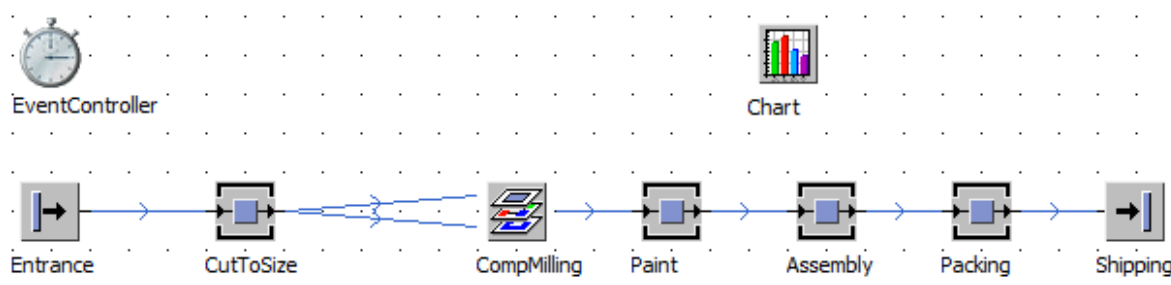 EventController
Chart
Entrance CutToSize CompMilling Paint Assembly Packing Shipping